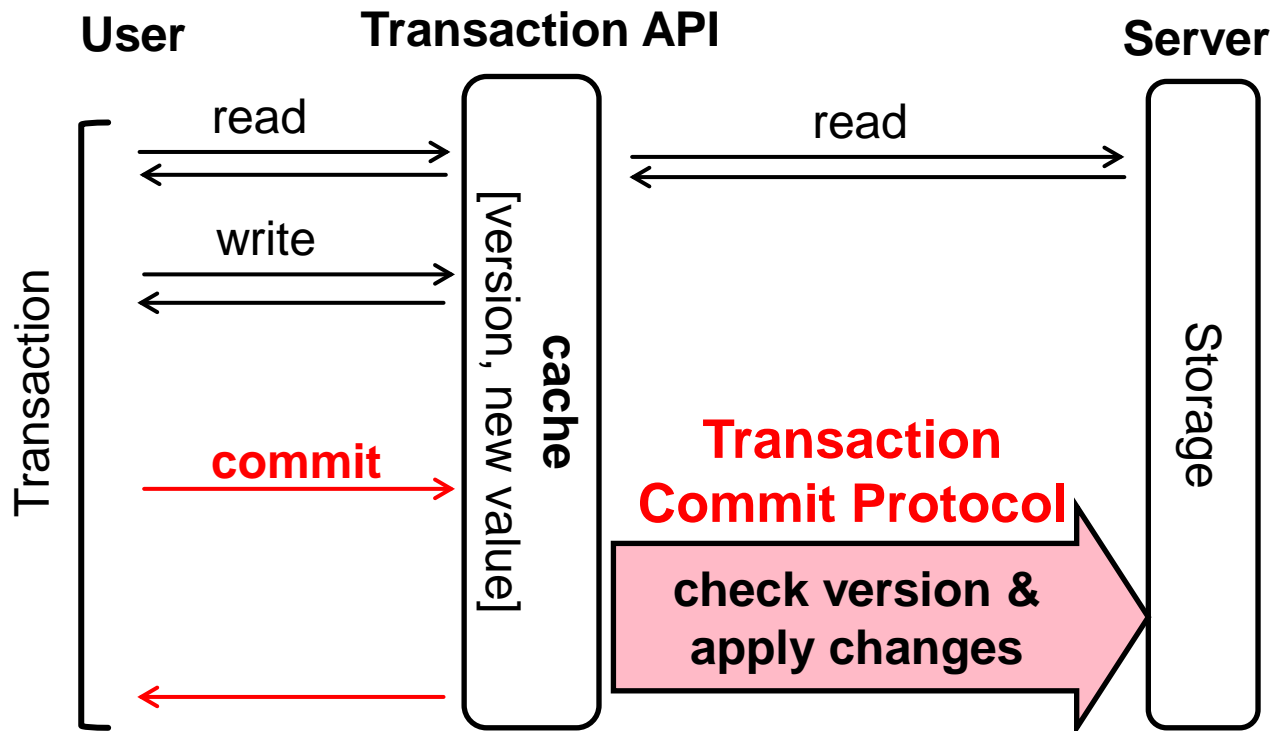 User
Transaction API
Server
read
read
write
Transaction
cache
[version, new value]
Storage
commit
Transaction
Commit Protocol
check version &
apply changes